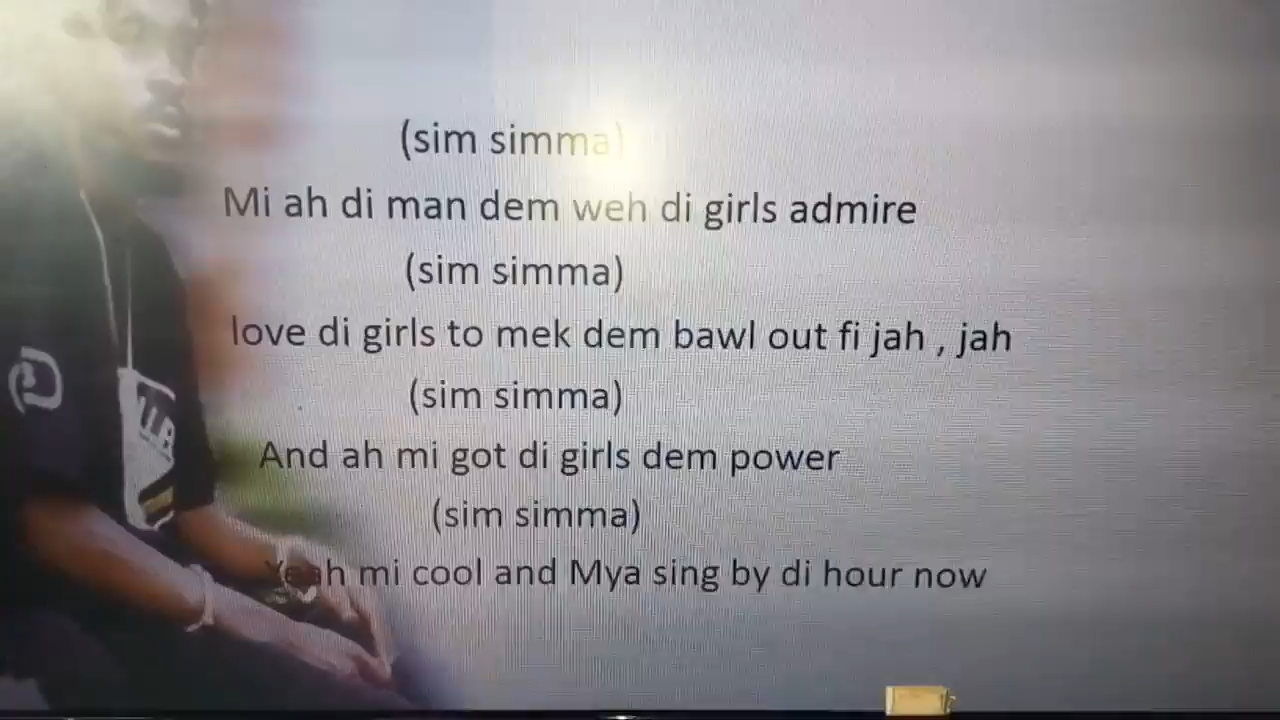 (sim simma)
Mi ah di man dem weh di girls admire
(sim simma)
love di girls to mek dem bawl out fi jah , jah
(sim simma)
And ah mi got di girls dem power
(sim simma)
Yeah mi cool and Mya sing by di hour now